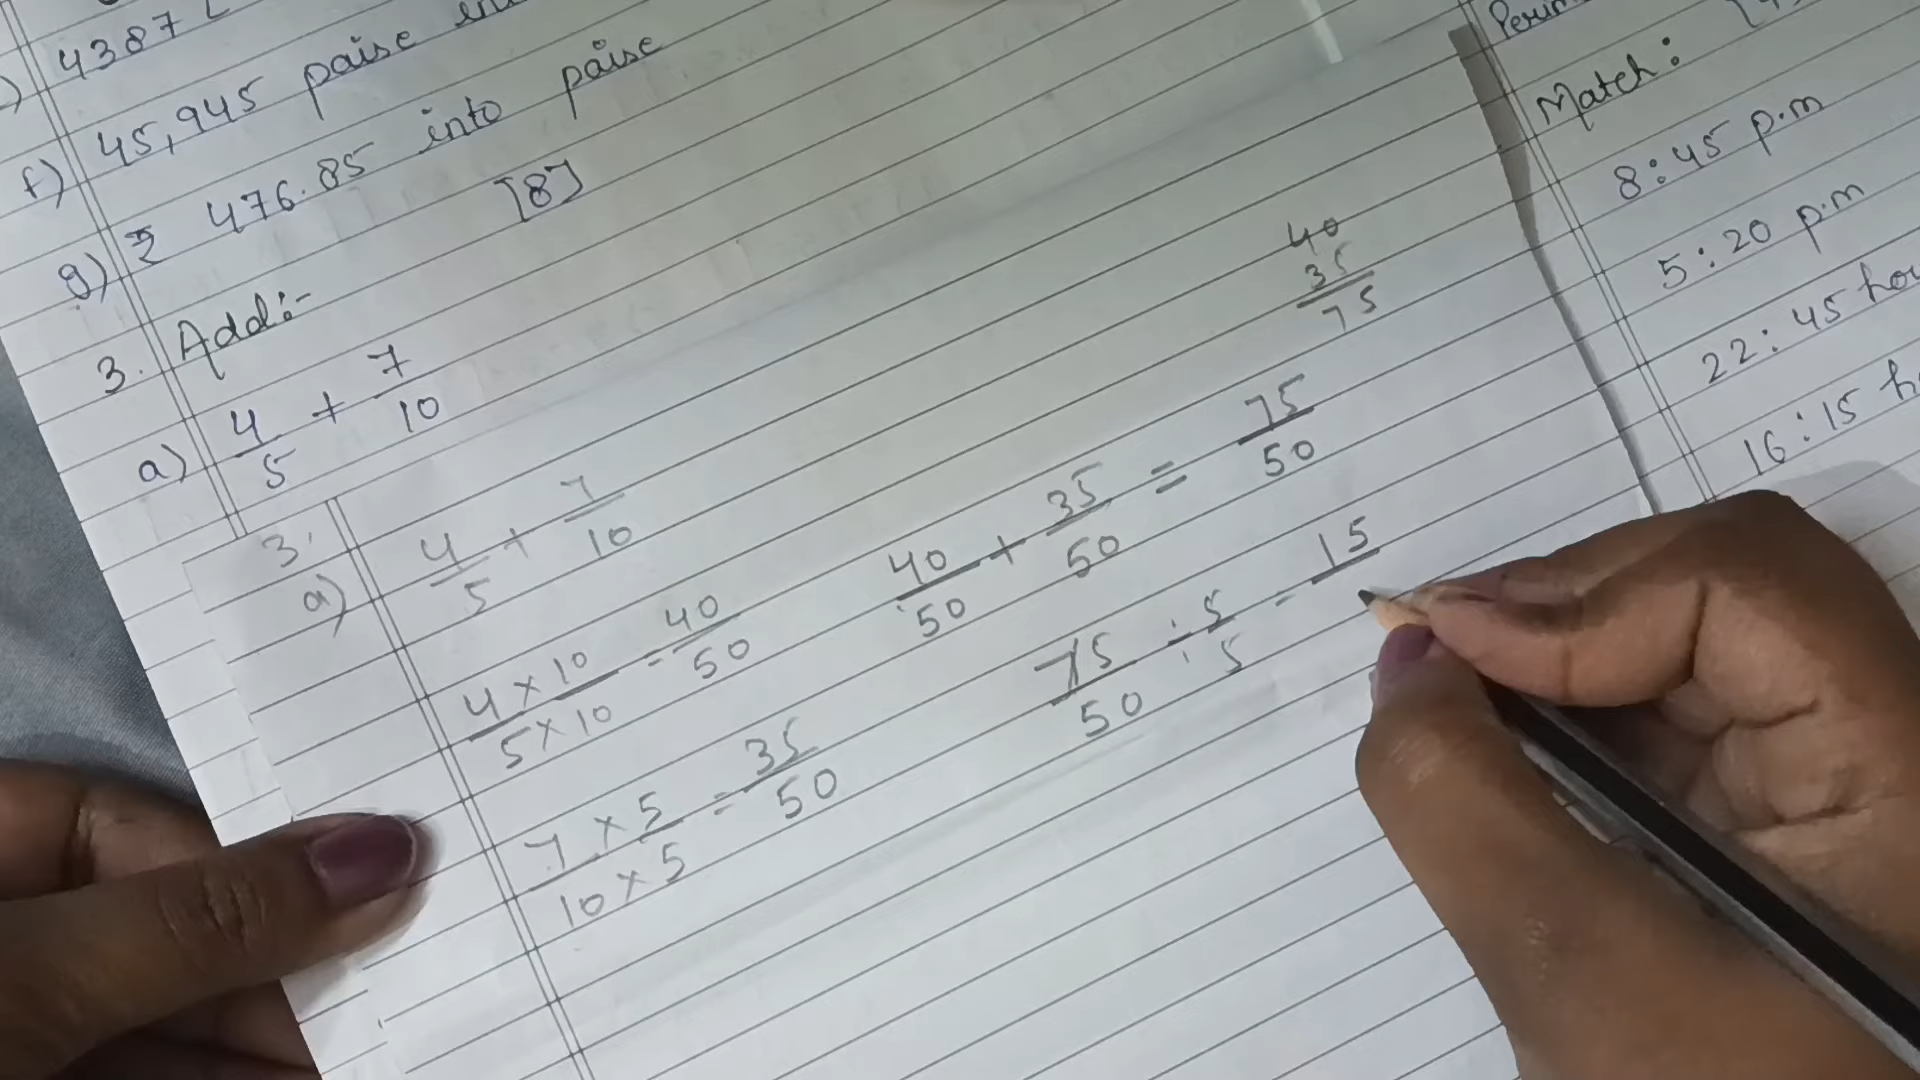 4387
f) 45,945 paise
g) ₹ 476.85 into paise
3. Add:- [8]
a) 4/5 + 7/10
3.
a) 4/5 + 7/10
4 × 10 / 5 × 10 = 40/50
7 × 5 / 10 × 5 = 35/50
40
35
75
40/50 + 35/50 = 75/50
75/50 ÷ 5/5 = 15
Match:
8:45 p.m
5:20 p.m
22:45
16:15